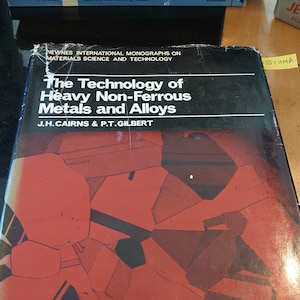 NEWNES INTERNATIONAL MONOGRAPHS ON
MATERIALS SCIENCE AND TECHNOLOGY
The Technology of
Heavy Non-Ferrous
Metals and Alloys
J.H. CAIRNS & P.T. GILBERT